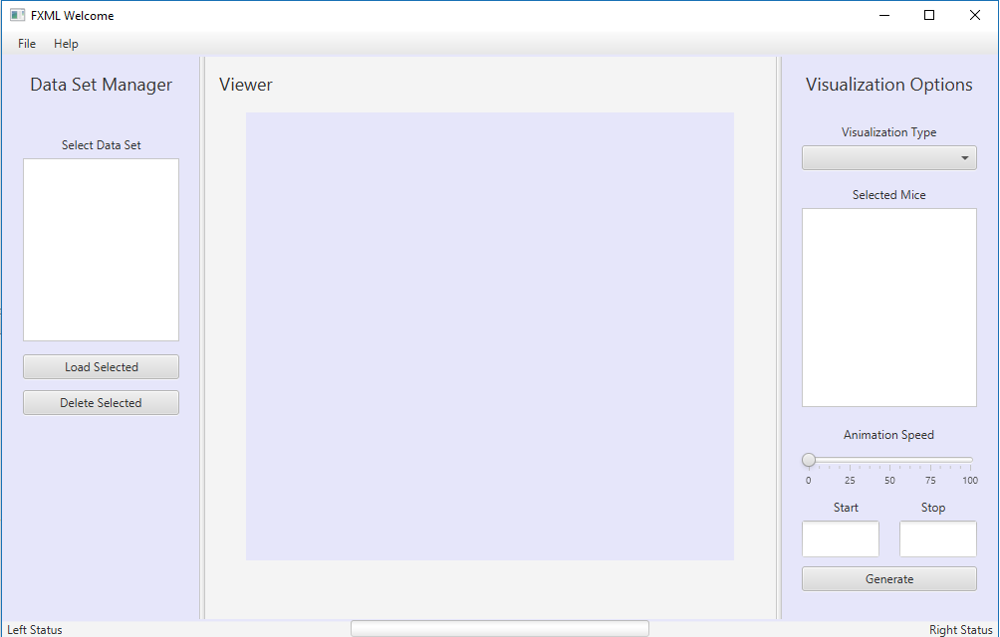 FXML Welcome
File Help
Data Set Manager
Select Data Set
Load Selected
Delete Selected
Viewer
Visualization Options
Visualization Type
Selected Mice
Animation Speed
0 25 50 75 100
Start Stop
Generate
Left Status
Right Status